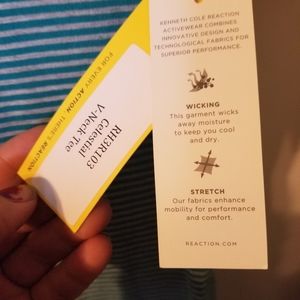 FOR EVERY ACTION THERE'S REACTION
RH3R103
Celestial
V-Neck Tee
KENNETH COLE REACTION
ACTIVEWEAR COMBINES
INNOVATIVE DESIGN AND
TECHNOLOGICAL FABRICS FOR
SUPERIOR PERFORMANCE.
WICKING
This garment wicks
away moisture
to keep you cool
and dry.
STRETCH
Our fabrics enhance
mobility for performance
and comfort.
REACTION.COM